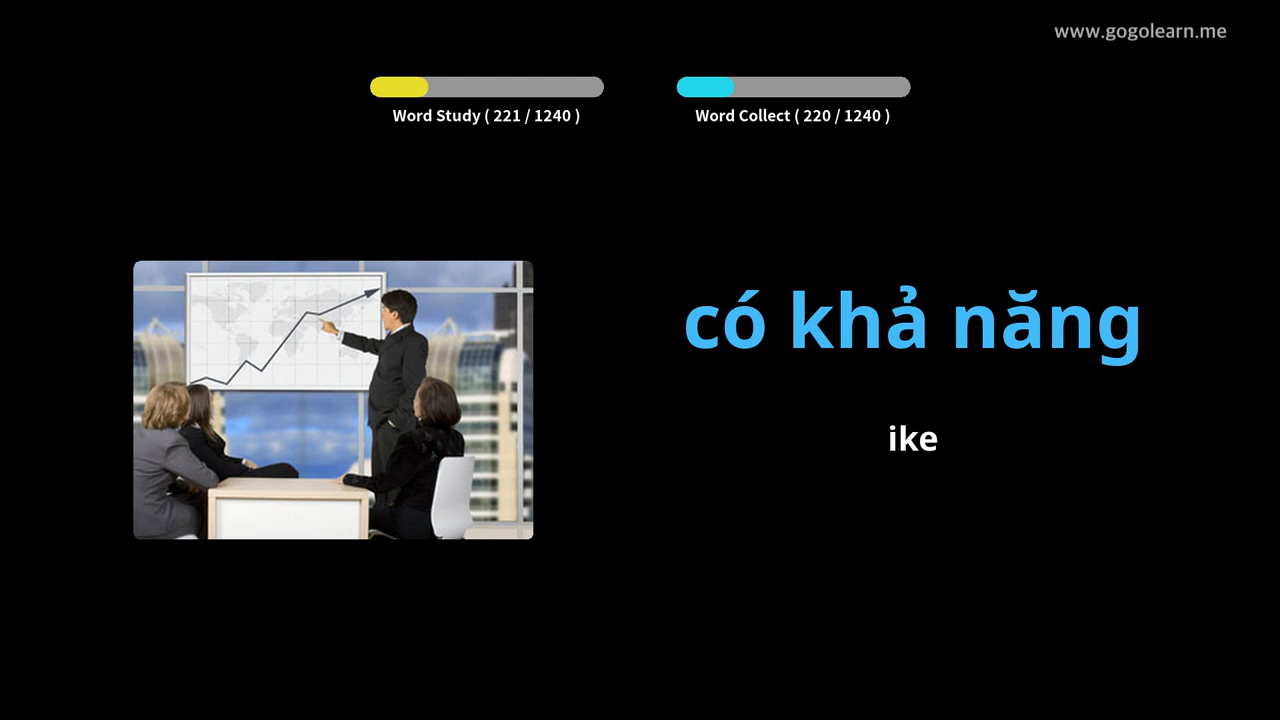 www.gogolearn.me
Word Study ( 221 / 1240 )
Word Collect ( 220 / 1240 )
có khả năng
ike